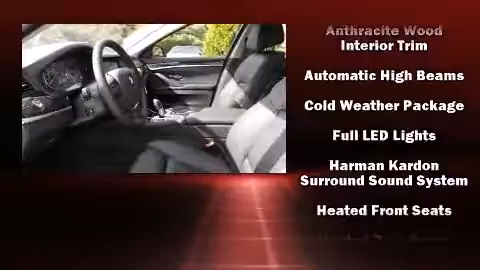 Anthracite Wood
Interior Trim
Automatic High Beams
Cold Weather Package
Full LED Lights
Harman Kardon
Surround Sound System
Heated Front Seats